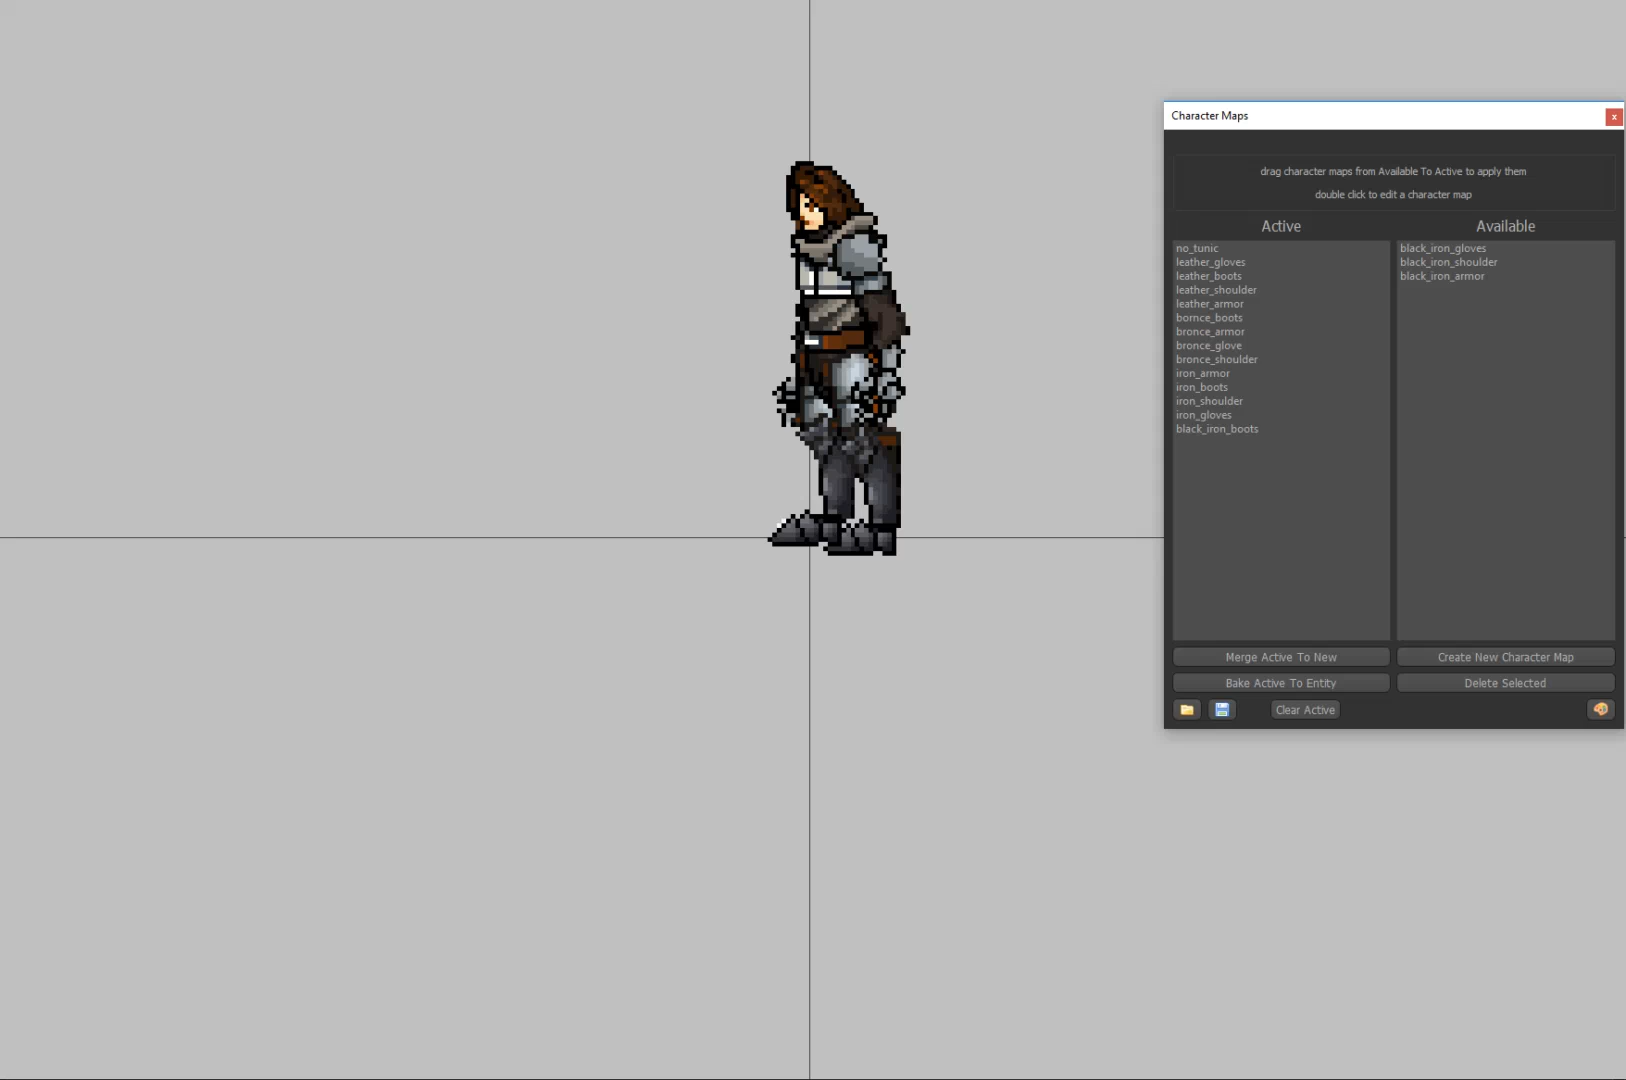 Character Maps
x
drag character maps from Available To Active to apply them
double click to edit a character map
Active
Available
no_tunic
leather_gloves
leather_boots
leather_shoulder
leather_armor
bornce_boots
bronce_armor
bronce_glove
bronce_shoulder
iron_armor
iron_boots
iron_shoulder
iron_gloves
black_iron_boots
black_iron_gloves
black_iron_shoulder
black_iron_armor
Merge Active To New
Create New Character Map
Bake Active To Entity
Delete Selected
Clear Active